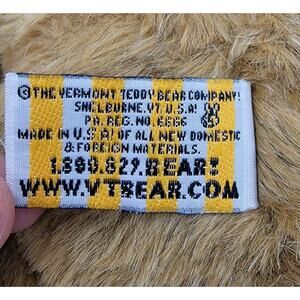 ©THE VERMONT TEDDY BEAR COMPANY!
SHELBURNE, VT. U.S.A!
PA. REG. NO. 6666
MADE IN U.S.A! OF ALL NEW DOMESTIC
& FOREIGN MATERIALS.
1.800.829.BEAR!
WWW.VTBEAR.COM